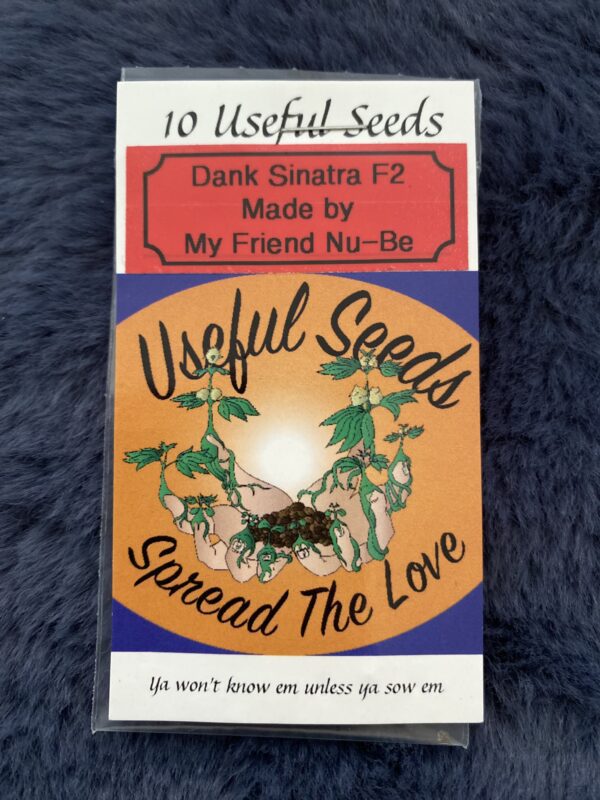 10 Useful Seeds
Dank Sinatra F2
Made by
My Friend Nu-Be
Useful Seeds
Spread The Love
Ya won't know em unless ya sow em